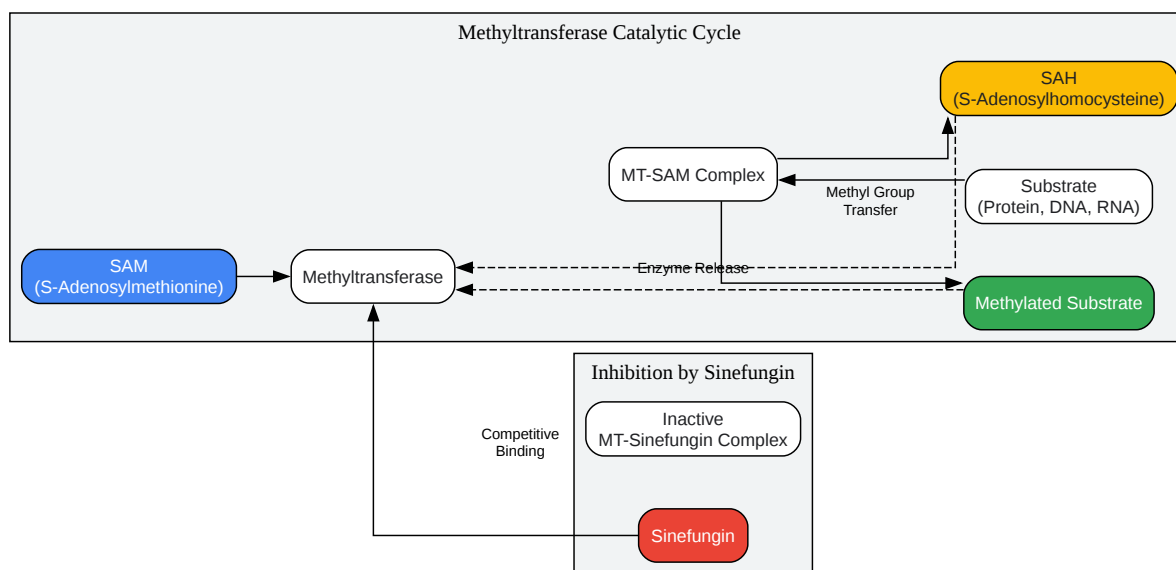 Methyltransferase Catalytic Cycle
SAH
(S-Adenosylhomocysteine)
MT-SAM Complex
Methyl Group
Transfer
Substrate
(Protein, DNA, RNA)
SAM
(S-Adenosylmethionine)
Methyltransferase
Enzyme Release
Methylated Substrate
Inhibition by Sinefungin
Inactive
MT-Sinefungin Complex
Competitive
Binding
Sinefungin